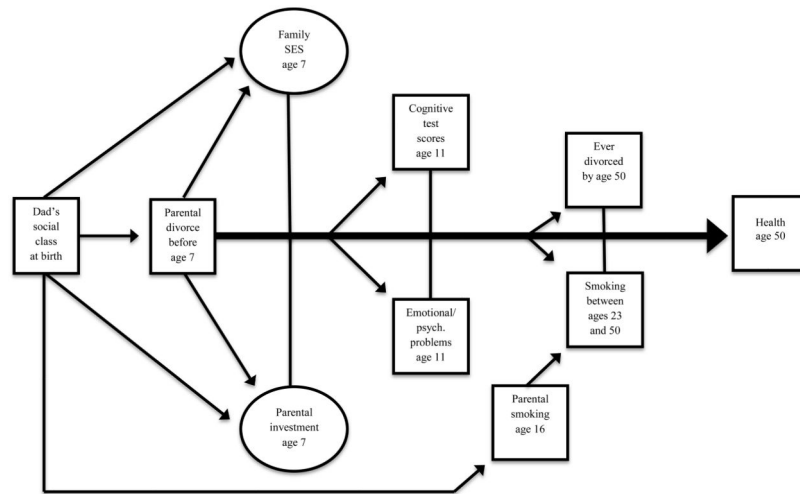 Family
SES
age 7
Cognitive
test
scores
age 11
Ever
divorced
by age 50
Dad's
social
class
at birth
Parental
divorce
before
age 7
Health
age 50
Emotional/
psych.
problems
age 11
Smoking
between
ages 23
and 50
Parental
investment
age 7
Parental
smoking
age 16